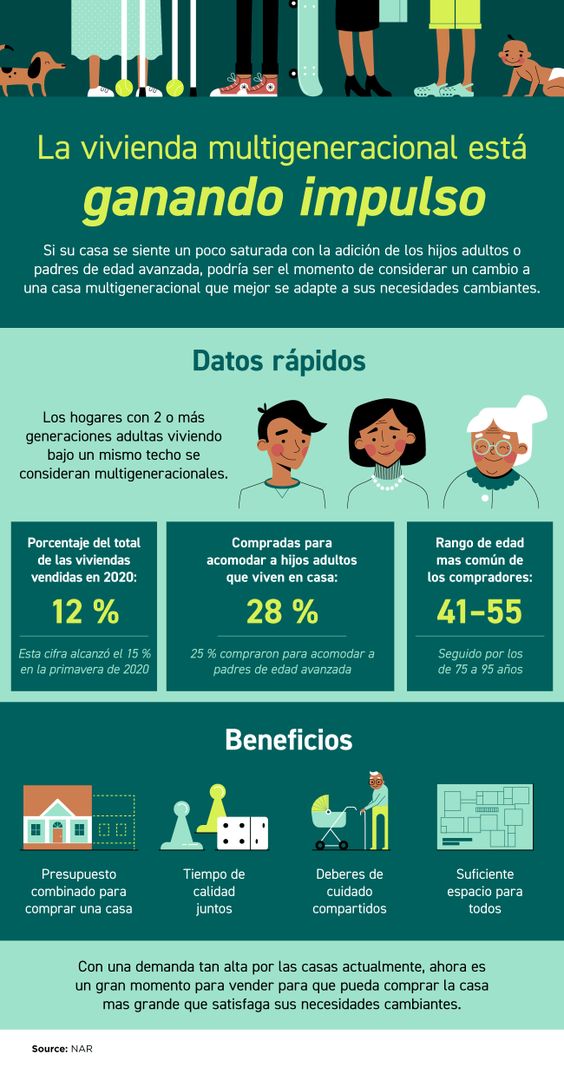 La vivienda multigeneracional está
ganando impulso
Si su casa se siente un poco saturada con la adición de los hijos adultos o
padres de edad avanzada, podría ser el momento de considerar un cambio a
una casa multigeneracional que mejor se adapte a sus necesidades cambiantes.
Datos rápidos
Los hogares con 2 o más
generaciones adultas viviendo
bajo un mismo techo se
consideran multigeneracionales.
Porcentaje del total
de las viviendas
vendidas en 2020:
12 %
Esta cifra alcanzó el 15 %
en la primavera de 2020
Compradas para
acomodar a hijos adultos
que viven en casa:
28 %
25 % compraron para acomodar a
padres de edad avanzada
Rango de edad
mas común de
los compradores:
41–55
Seguido por los
de 75 a 95 años
Beneficios
Presupuesto
combinado para
comprar una casa
Tiempo de
calidad
juntos
Deberes de
cuidado
compartidos
Suficiente
espacio para
todos
Con una demanda tan alta por las casas actualmente, ahora es
un gran momento para vender para que pueda comprar la casa
mas grande que satisfaga sus necesidades cambiantes.
Source: NAR